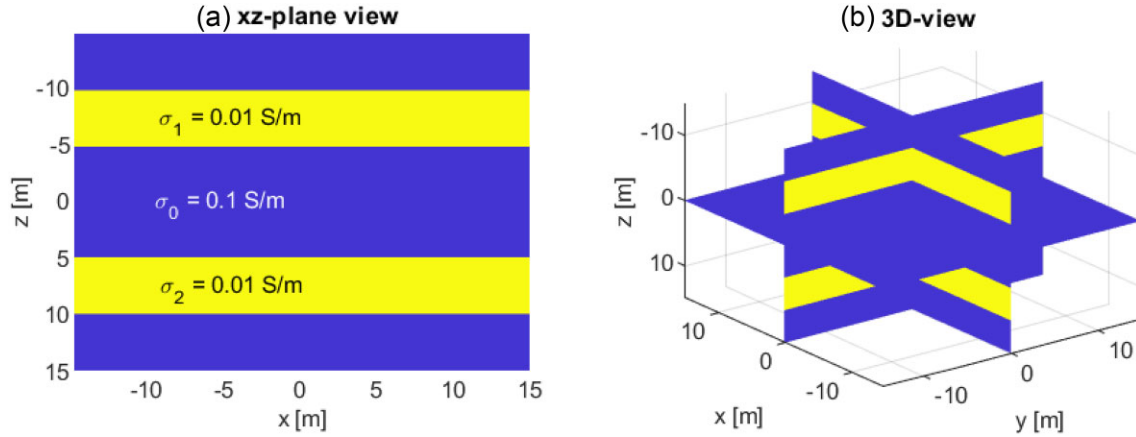 (a) xz-plane view
-10
σ₁ = 0.01 S/m
-5
z [m]
0
σ₀ = 0.1 S/m
5
σ₂ = 0.01 S/m
10
15
-10 -5 0 5 10 15
x [m]
(b) 3D-view
-10
z [m]
0
10
10
0
-10
x [m]
-10
0
10
y [m]